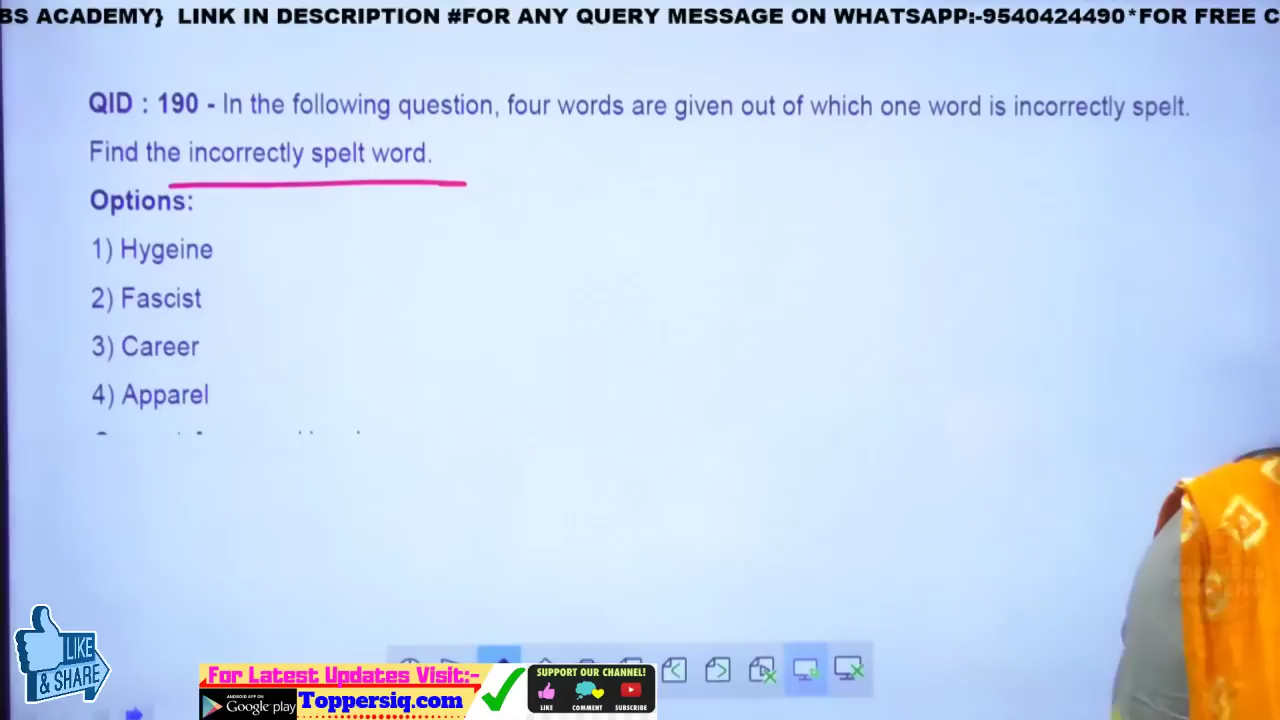 BS ACADEMY} LINK IN DESCRIPTION #FOR ANY QUERY MESSAGE ON WHATSAPP:-9540424490*FOR FREE C
QID : 190 - In the following question, four words are given out of which one word is incorrectly spelt.
Find the incorrectly spelt word.
Options:
1) Hygeine
2) Fascist
3) Career
4) Apparel
LIKE
& SHARE
For Latest Updates Visit:-
ANDROID APP ON
Google play
Toppersiq.com
SUPPORT OUR CHANNEL!
LIKE COMMENT SUBSCRIBE